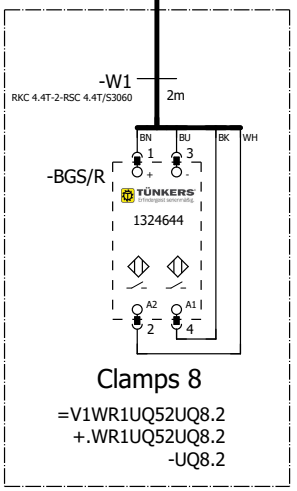 -W1
RKC 4.4T-2-RSC 4.4T/S3060
2m
BN
BU
BK
WH
1
3
-BGS/R
+
-
TÜNKERS
Erfindergeist serienmäßig.
1324644
A2
A1
2
4
Clamps 8
=V1WR1UQ52UQ8.2
+.WR1UQ52UQ8.2
-UQ8.2